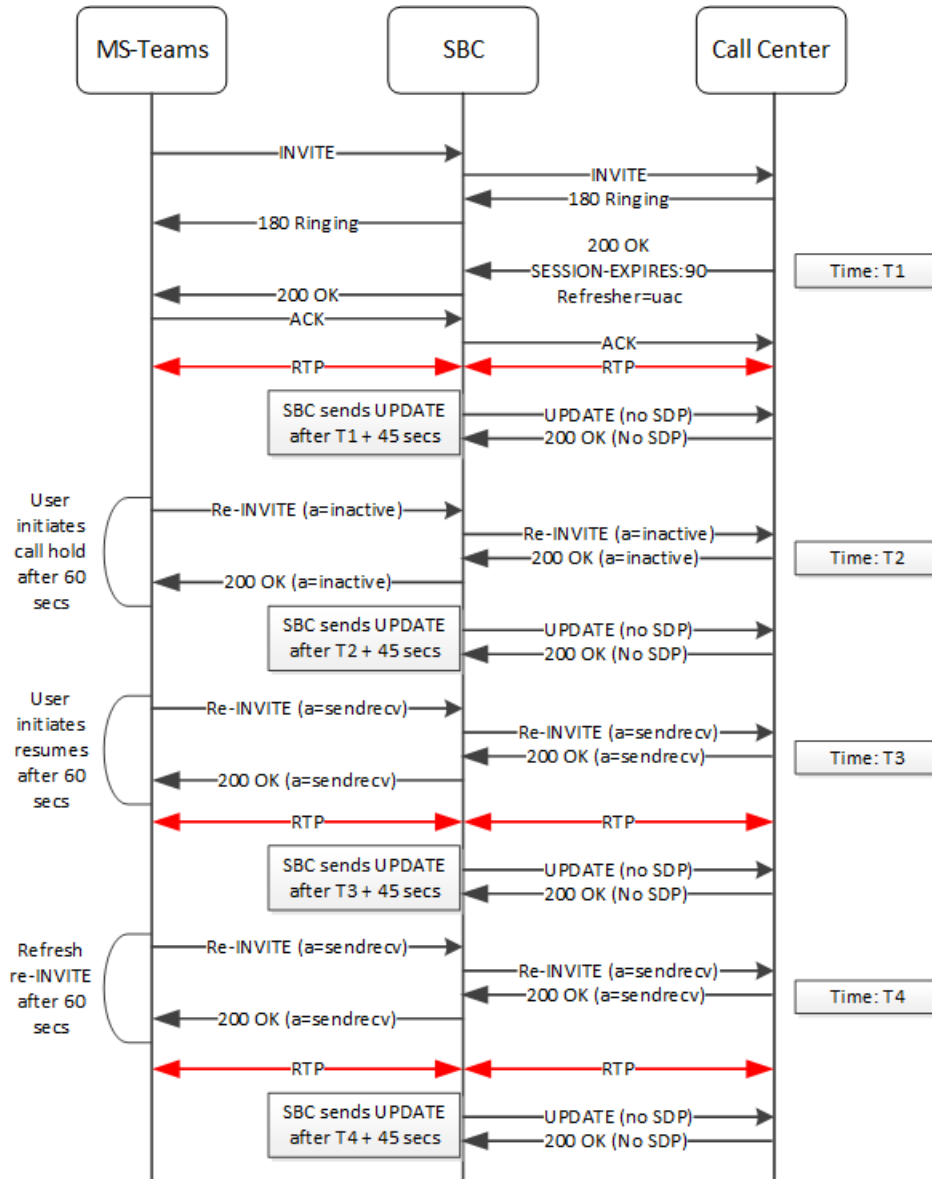 MS-Teams
SBC
Call Center
INVITE
INVITE
180 Ringing
180 Ringing
200 OK
SESSION-EXPIRES:90
Refresher=uac
Time: T1
200 OK
ACK
ACK
RTP
RTP
SBC sends UPDATE
after T1 + 45 secs
UPDATE (no SDP)
200 OK (No SDP)
User
initiates
call hold
after 60
secs
Re-INVITE (a=inactive)
Re-INVITE (a=inactive)
200 OK (a=inactive)
200 OK (a=inactive)
Time: T2
SBC sends UPDATE
after T2 + 45 secs
UPDATE (no SDP)
200 OK (No SDP)
User
initiates
resumes
after 60
secs
Re-INVITE (a=sendrecv)
Re-INVITE (a=sendrecv)
200 OK (a=sendrecv)
200 OK (a=sendrecv)
Time: T3
RTP
RTP
SBC sends UPDATE
after T3 + 45 secs
UPDATE (no SDP)
200 OK (No SDP)
Refresh
re-INVITE
after 60
secs
Re-INVITE (a=sendrecv)
Re-INVITE (a=sendrecv)
200 OK (a=sendrecv)
200 OK (a=sendrecv)
Time: T4
RTP
RTP
SBC sends UPDATE
after T4 + 45 secs
UPDATE (no SDP)
200 OK (No SDP)